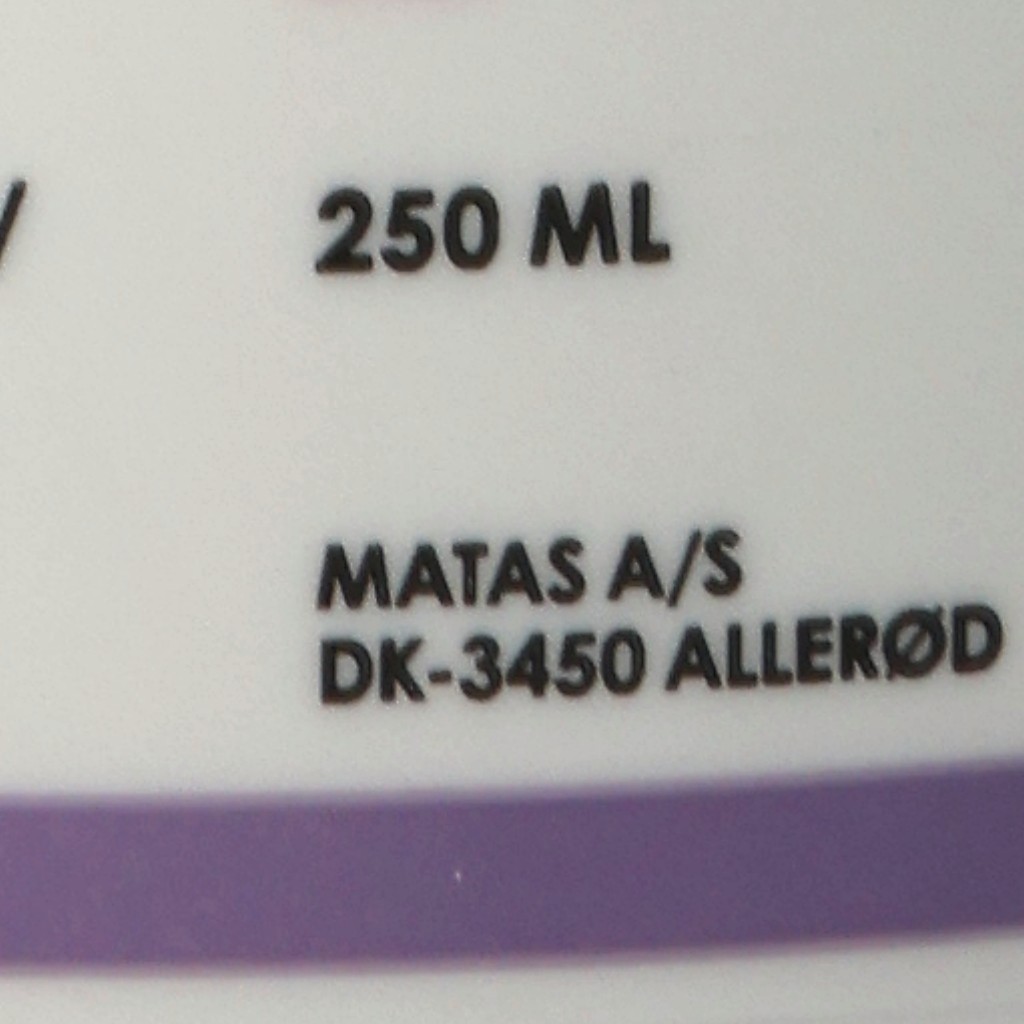 250 ML
MATAS A/S
DK-3450 ALLERØD